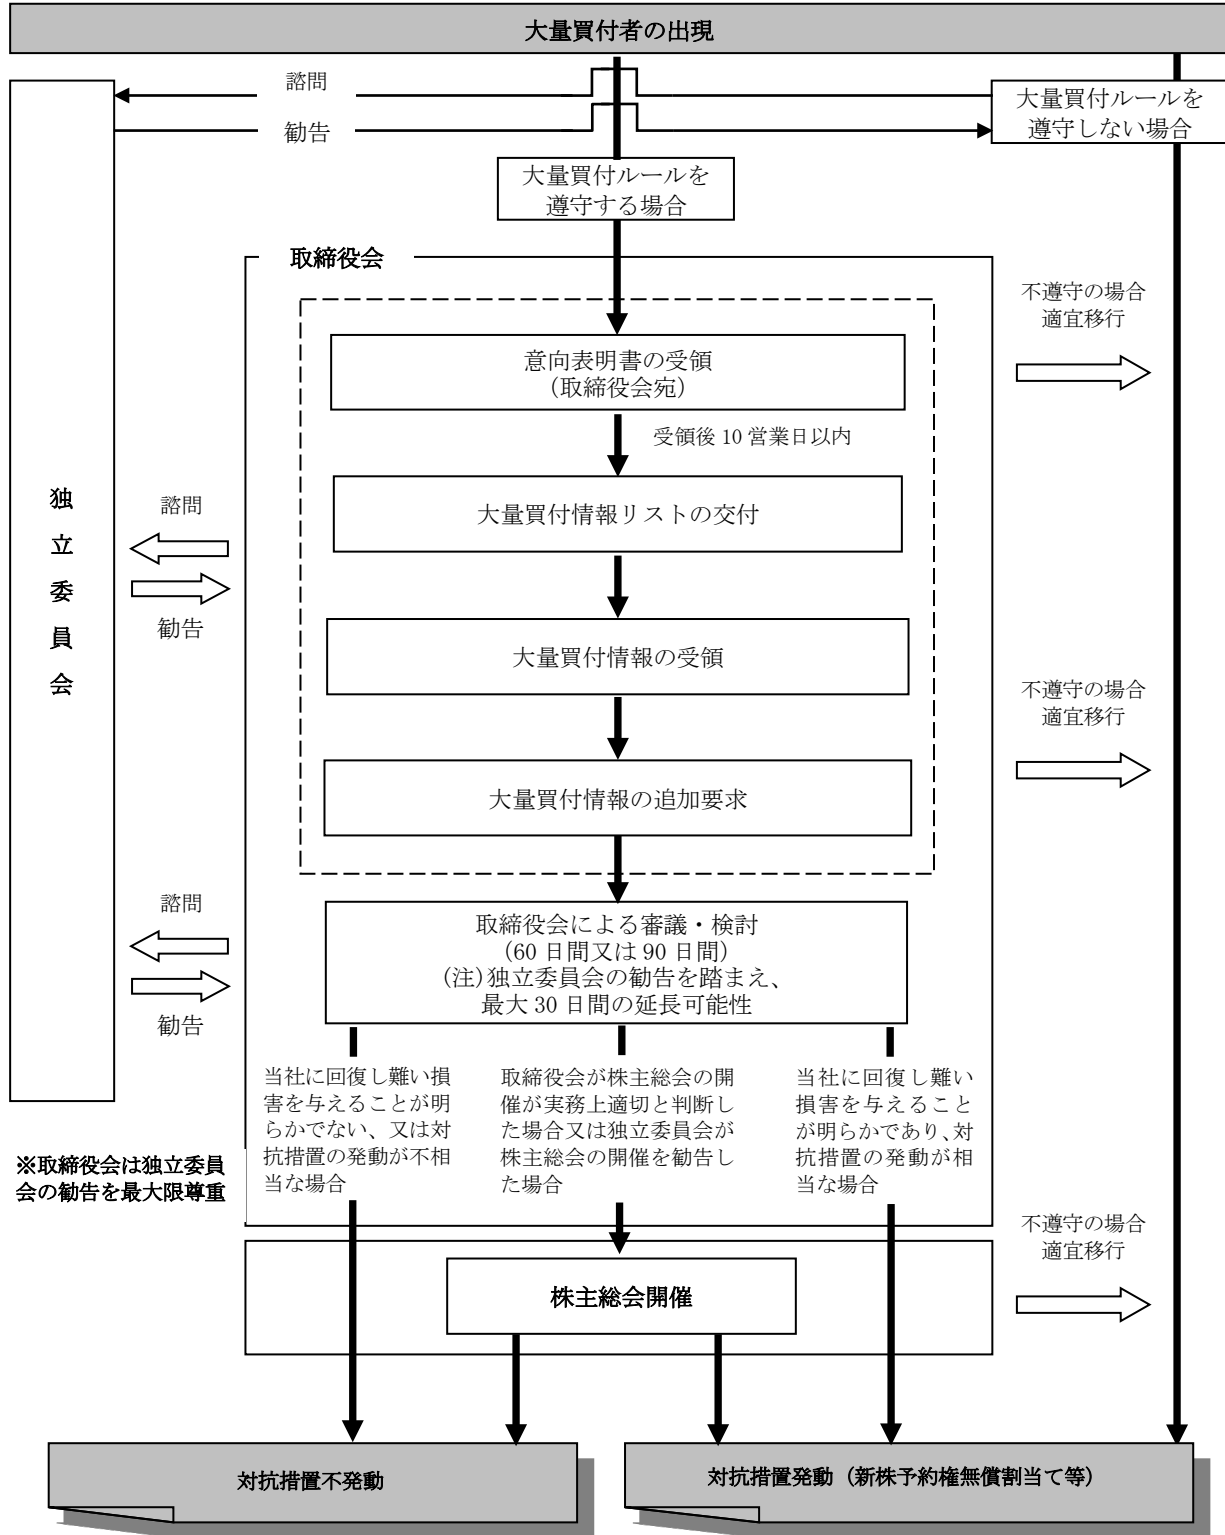 大量買付者の出現
諮問
勧告
大量買付ルールを
遵守しない場合
大量買付ルールを
遵守する場合
取締役会
不遵守の場合
適宜移行
意向表明書の受領
(取締役会宛)
受領後 10 営業日以内
大量買付情報リストの交付
独
立
委
員
会
諮問
勧告
大量買付情報の受領
不遵守の場合
適宜移行
大量買付情報の追加要求
諮問
勧告
取締役会による審議・検討
(60 日間又は 90 日間)
(注)独立委員会の勧告を踏まえ、
最大 30 日間の延長可能性
当社に回復し難い損
害を与えることが明
らかでない、又は対
抗措置の発動が不相
当な場合
取締役会が株主総会の開
催が実務上適切と判断し
た場合又は独立委員会が
株主総会の開催を勧告し
た場合
当社に回復し難い
損害を与えること
が明らかであり、対
抗措置の発動が相
当な場合
※取締役会は独立委員
会の勧告を最大限尊重
不遵守の場合
適宜移行
株主総会開催
対抗措置不発動
対抗措置発動（新株予約権無償割当て等）